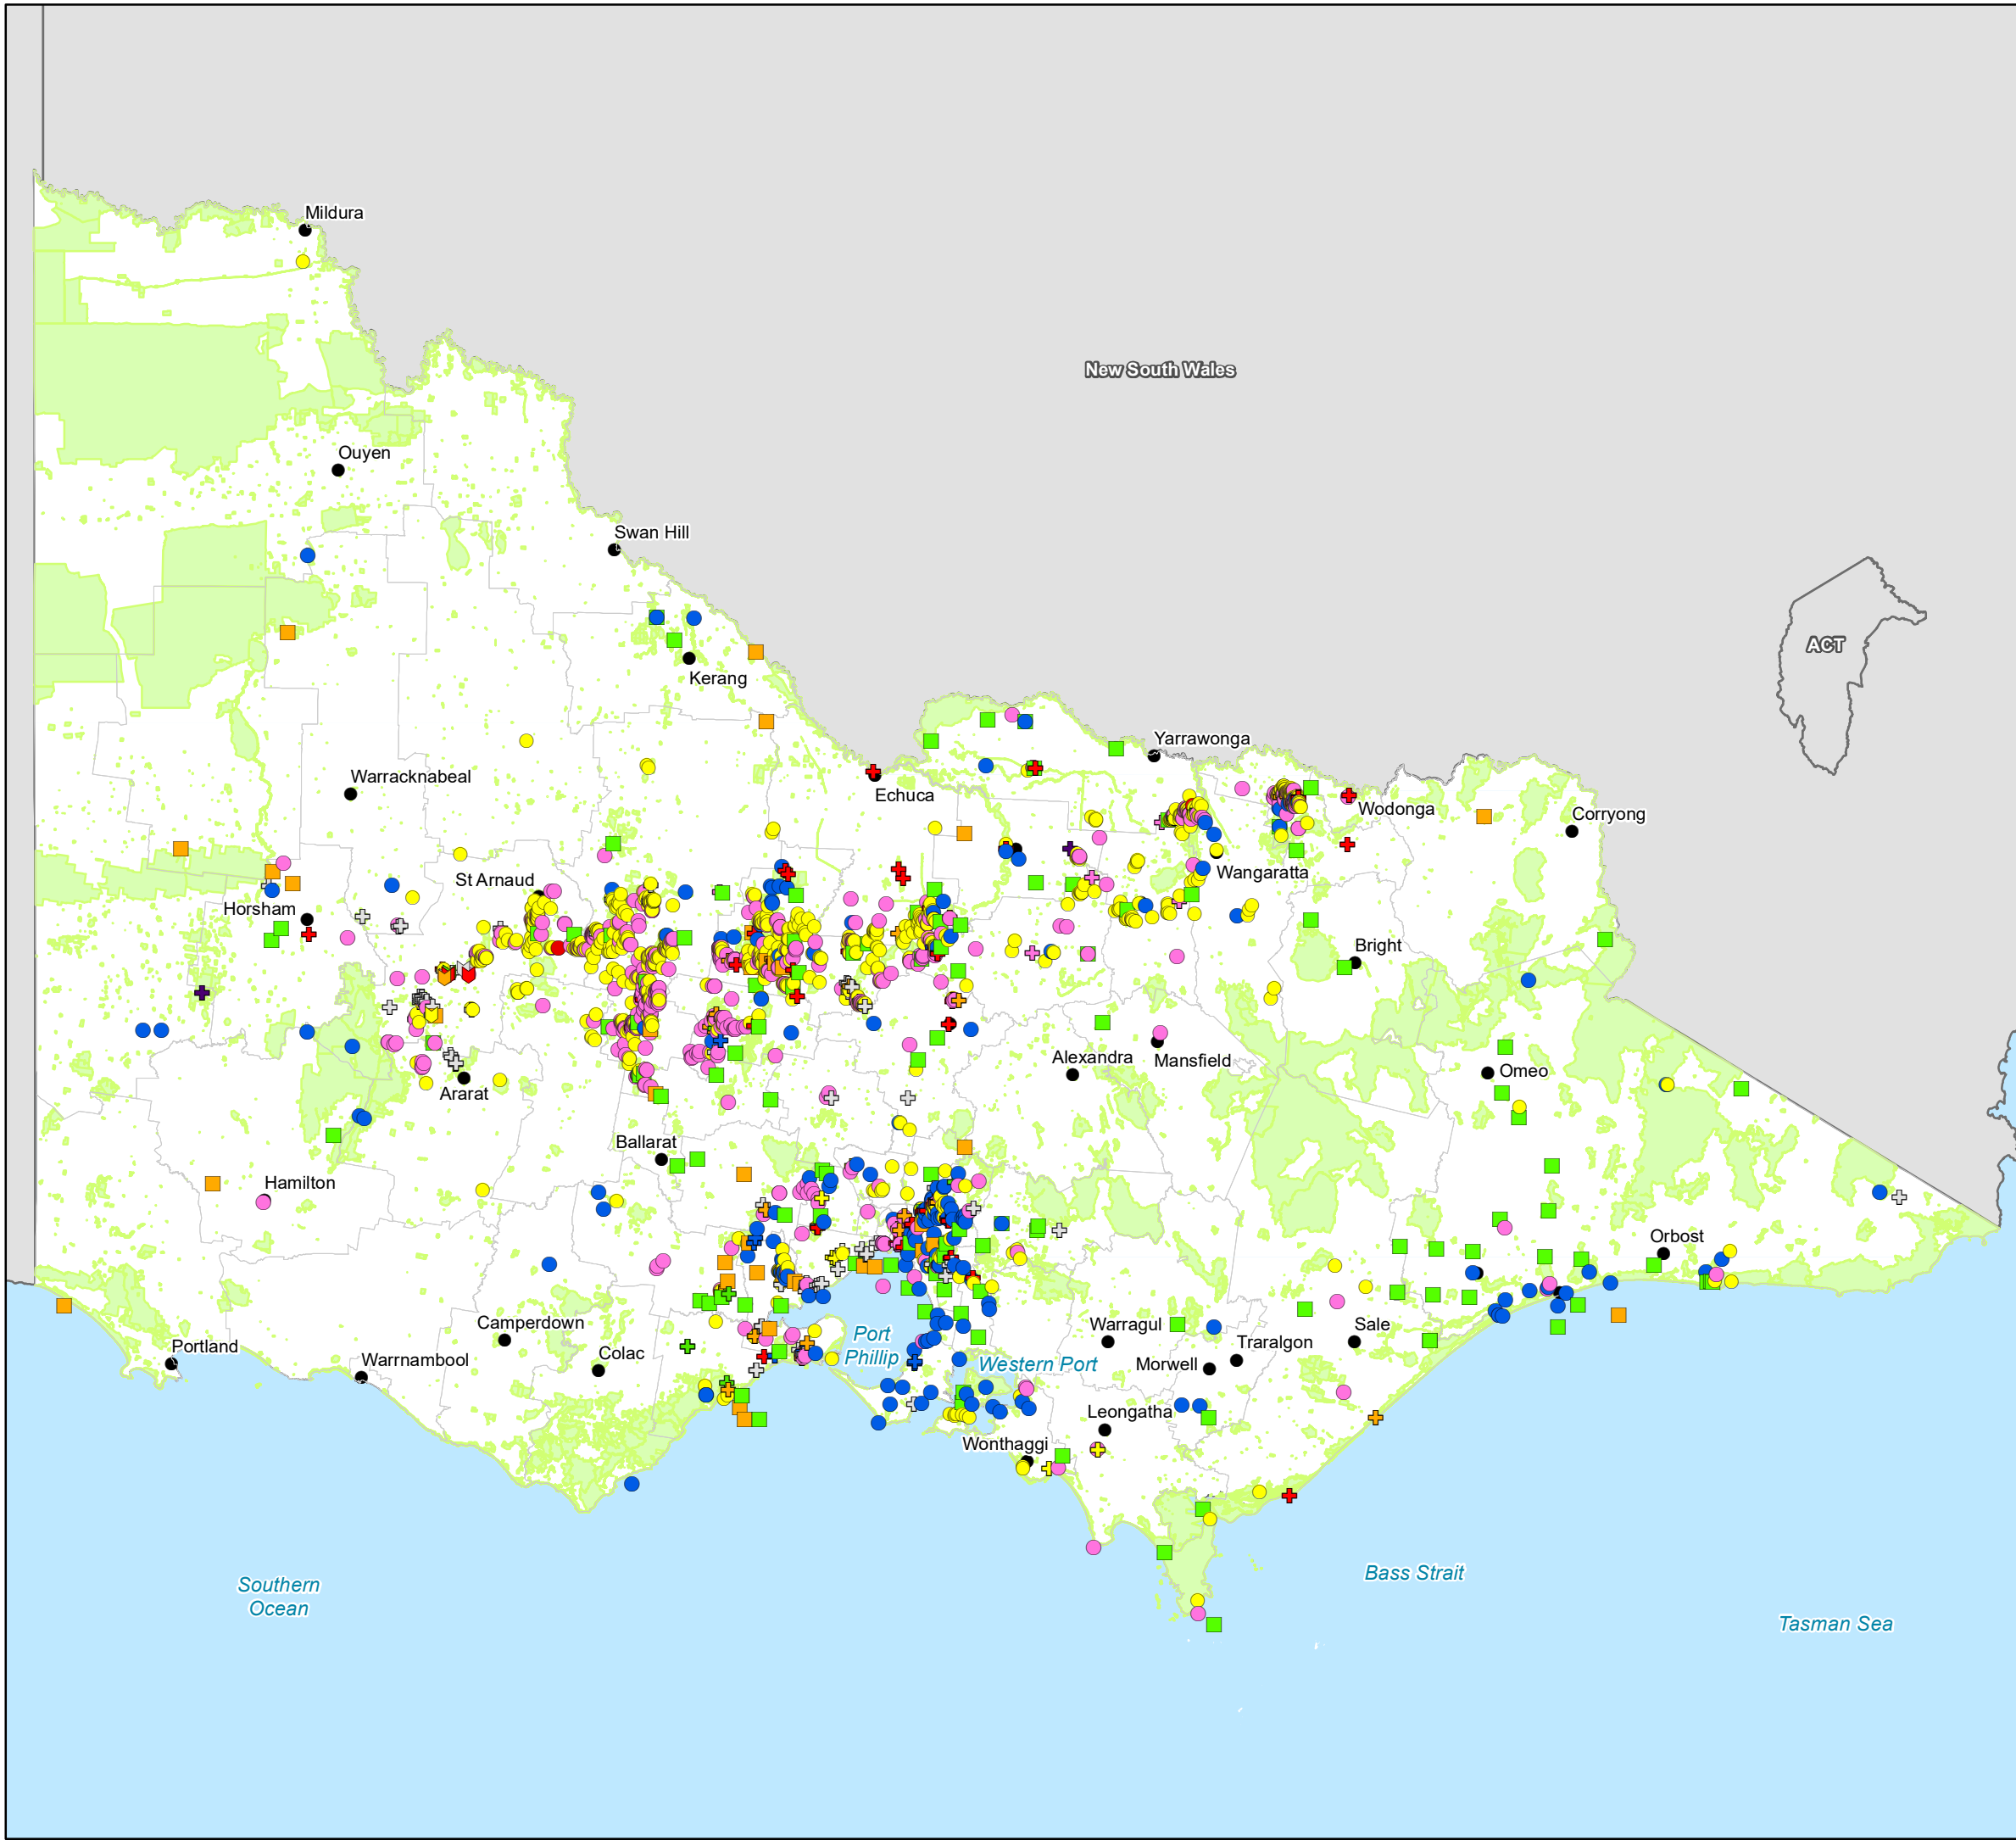 Mildura
New South Wales
Ouyen
Swan Hill
ACT
Kerang
Yarrawonga
Warracknabeal
Echuca
Wodonga
Corryong
St Arnaud
Wangaratta
Horsham
Bright
Alexandra
Mansfield
Omeo
Ararat
Ballarat
Hamilton
Orbost
Camperdown
Port
Phillip
Warragul
Sale
Portland
Colac
Traralgon
Warrnambool
Western Port
Morwell
Leongatha
Wonthaggi
Bass Strait
Southern
Ocean
Tasman Sea